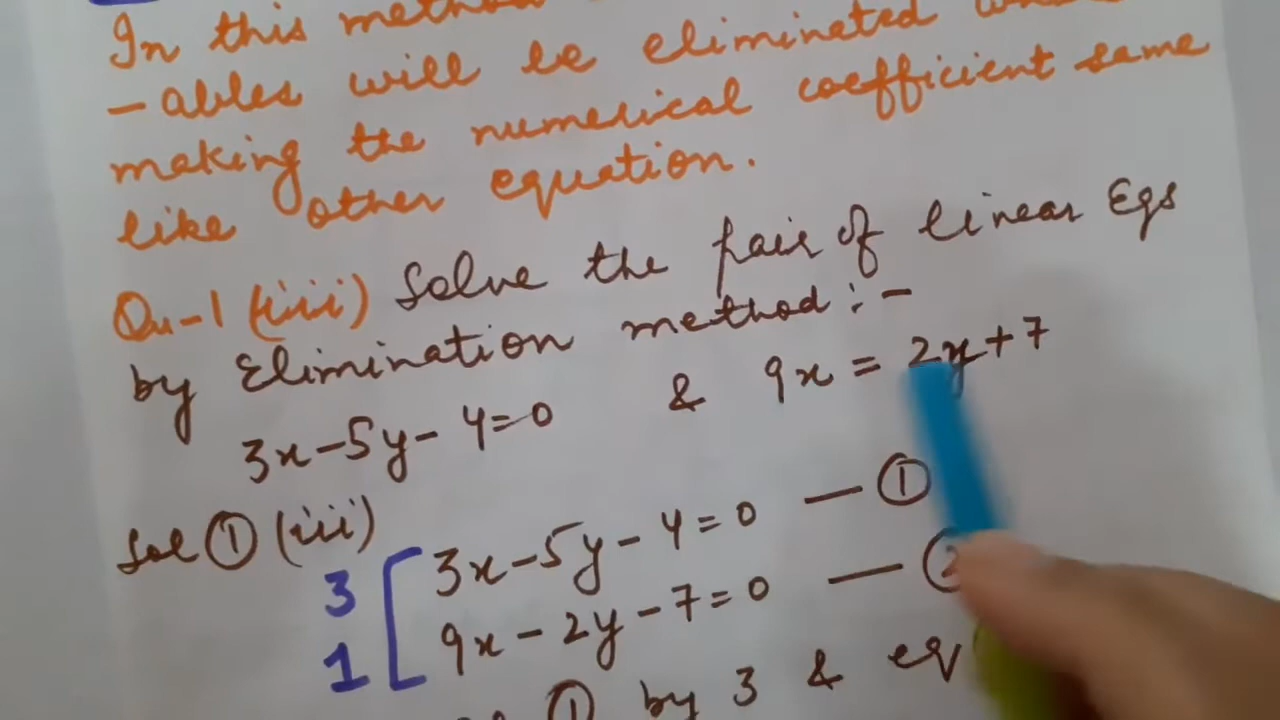 In this method
-ables will be eliminated
making the numerical coefficient same
like other equation.
Qu-1 (iii) Solve the pair of linear Eqs
by Elimination method:-
3x-5y-4=0 & 9x = 2y+7
Sol ① (iii)
3 [ 3x-5y-4=0 — ①
1 [ 9x-2y-7=0 — ②
① by 3 & eq